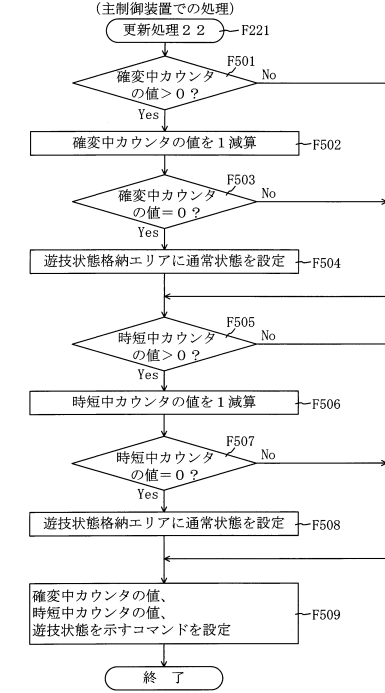 (主制御装置での処理)
更新処理22
F221
確変中カウンタ
の値>0?
F501
No
Yes
確変中カウンタの値を1減算
F502
確変中カウンタ
の値=0?
F503
No
Yes
遊技状態格納エリアに通常状態を設定
F504
時短中カウンタ
の値>0?
F505
No
Yes
時短中カウンタの値を1減算
F506
時短中カウンタ
の値=0?
F507
No
Yes
遊技状態格納エリアに通常状態を設定
F508
確変中カウンタの値、
時短中カウンタの値、
遊技状態を示すコマンドを設定
F509
終 了